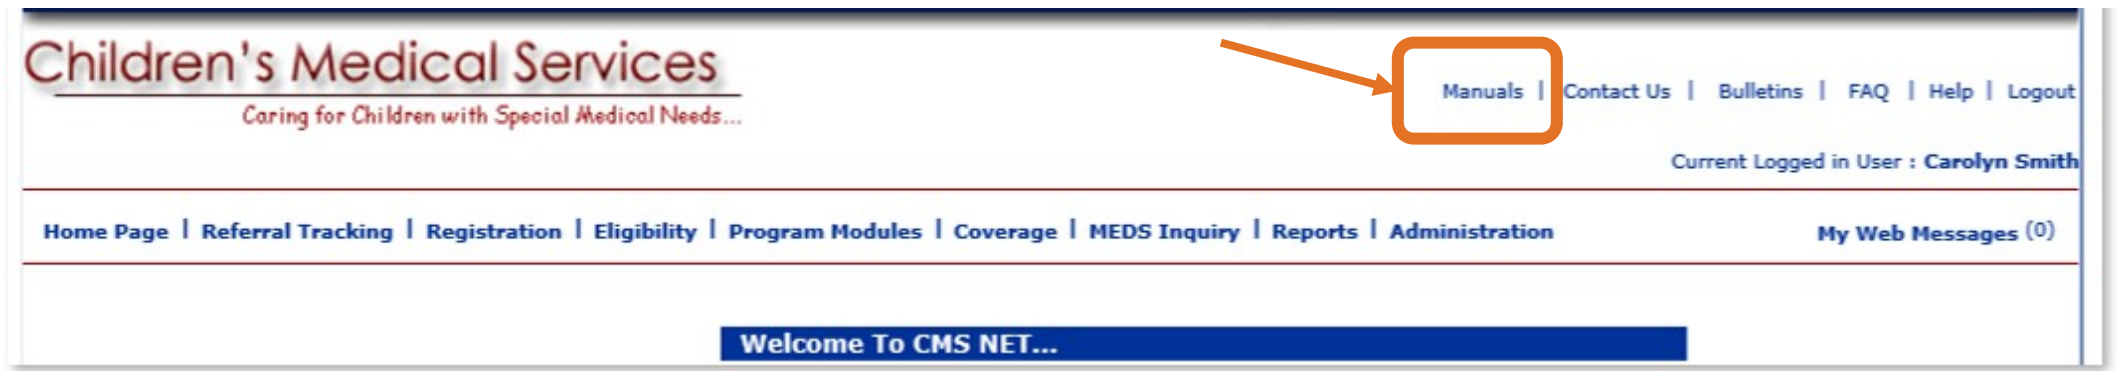 Children's Medical Services
Caring for Children with Special Medical Needs...
Manuals | Contact Us | Bulletins | FAQ | Help | Logout
Current Logged in User : Carolyn Smith
Home Page | Referral Tracking | Registration | Eligibility | Program Modules | Coverage | MEDS Inquiry | Reports | Administration My Web Messages (0)
Welcome To CMS NET...